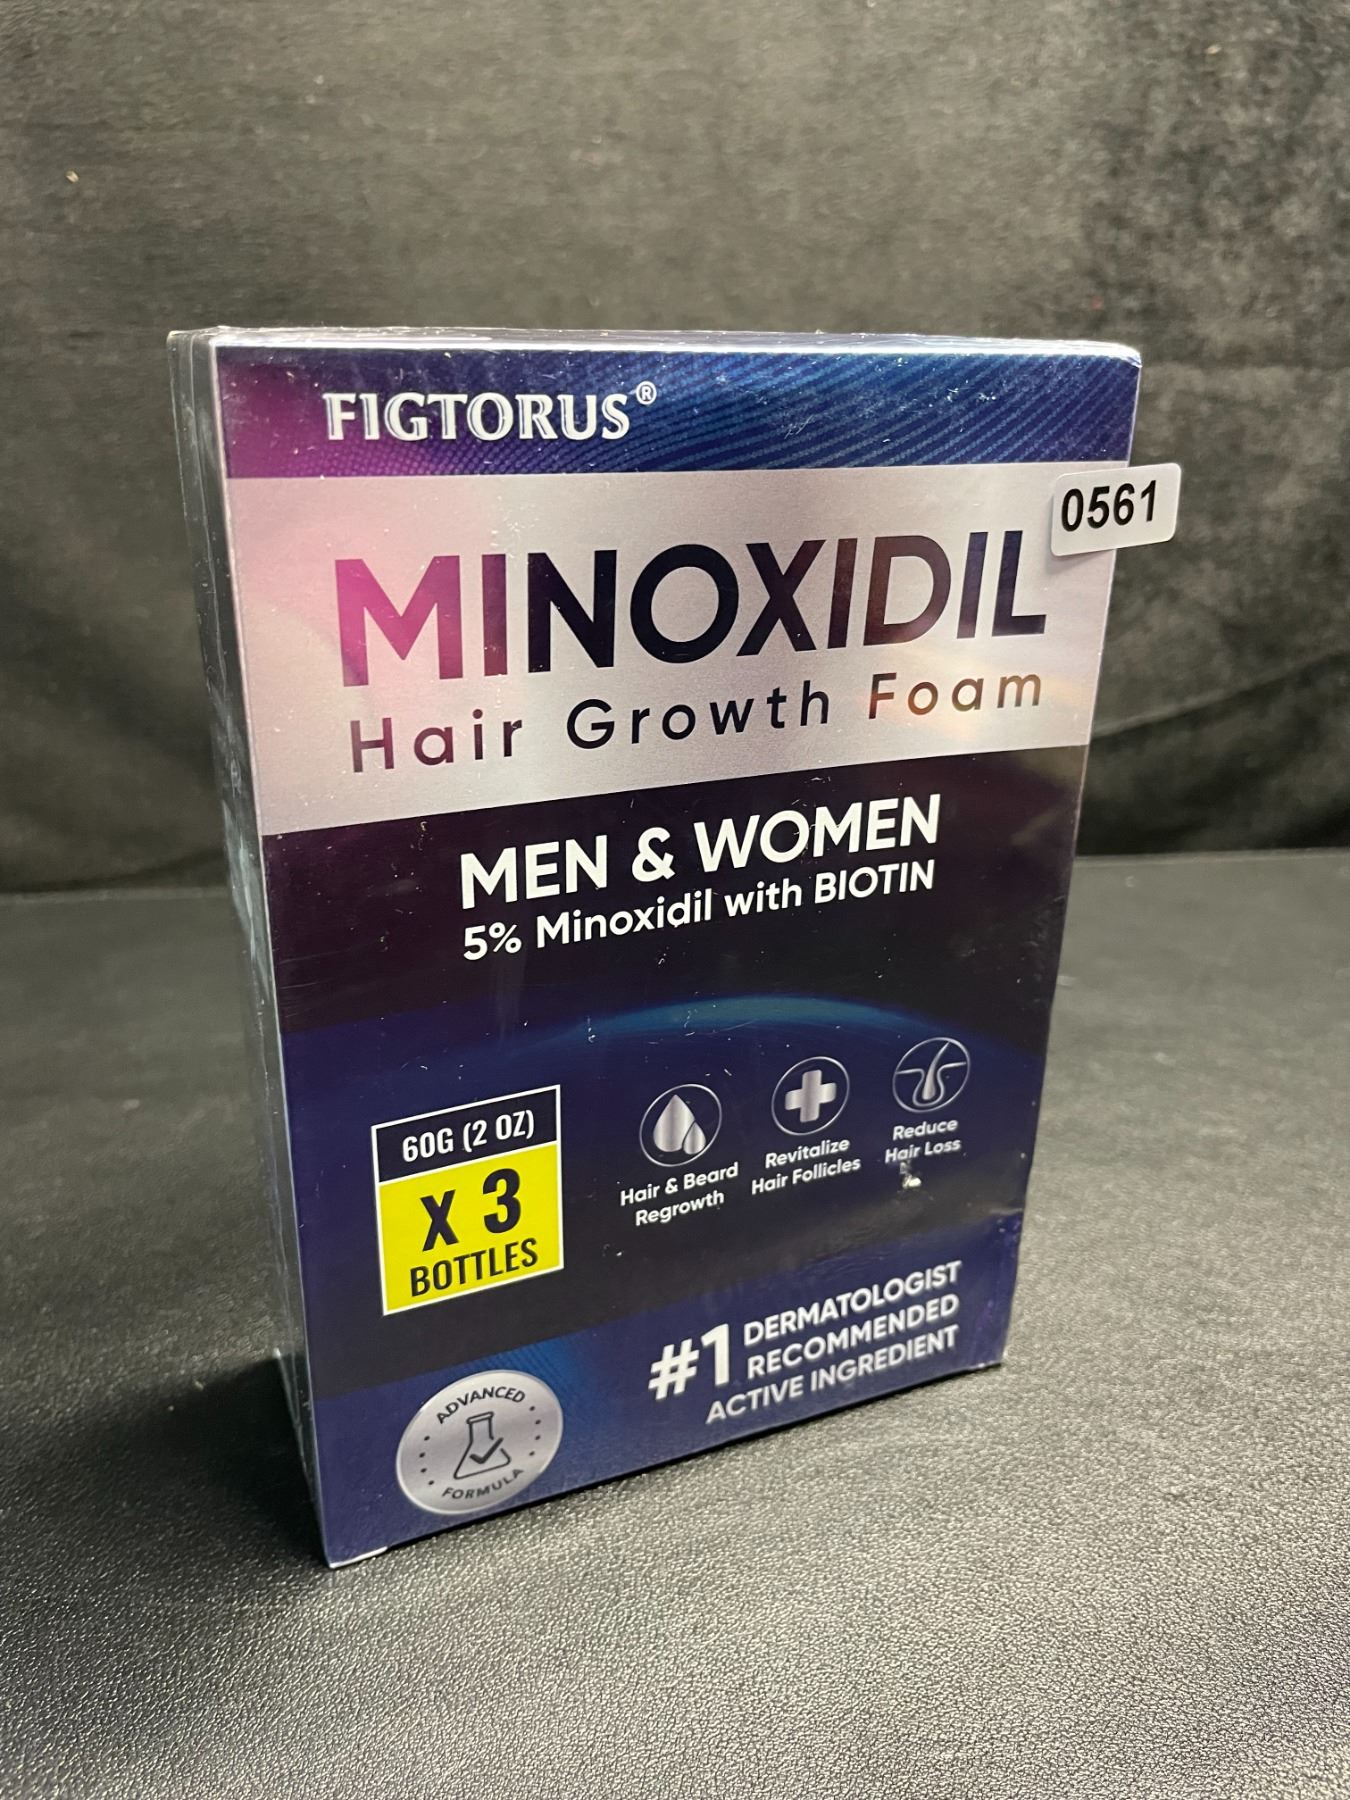 FIGTORUS®
0561
MINOXIDIL
Hair Growth Foam
MEN & WOMEN
5% Minoxidil with BIOTIN
60G (2 OZ)
X 3
BOTTLES
Hair & Beard
Regrowth
Revitalize
Hair Follicles
Reduce
Hair Loss
#1 DERMATOLOGIST
RECOMMENDED
ACTIVE INGREDIENT
ADVANCED
FORMULA